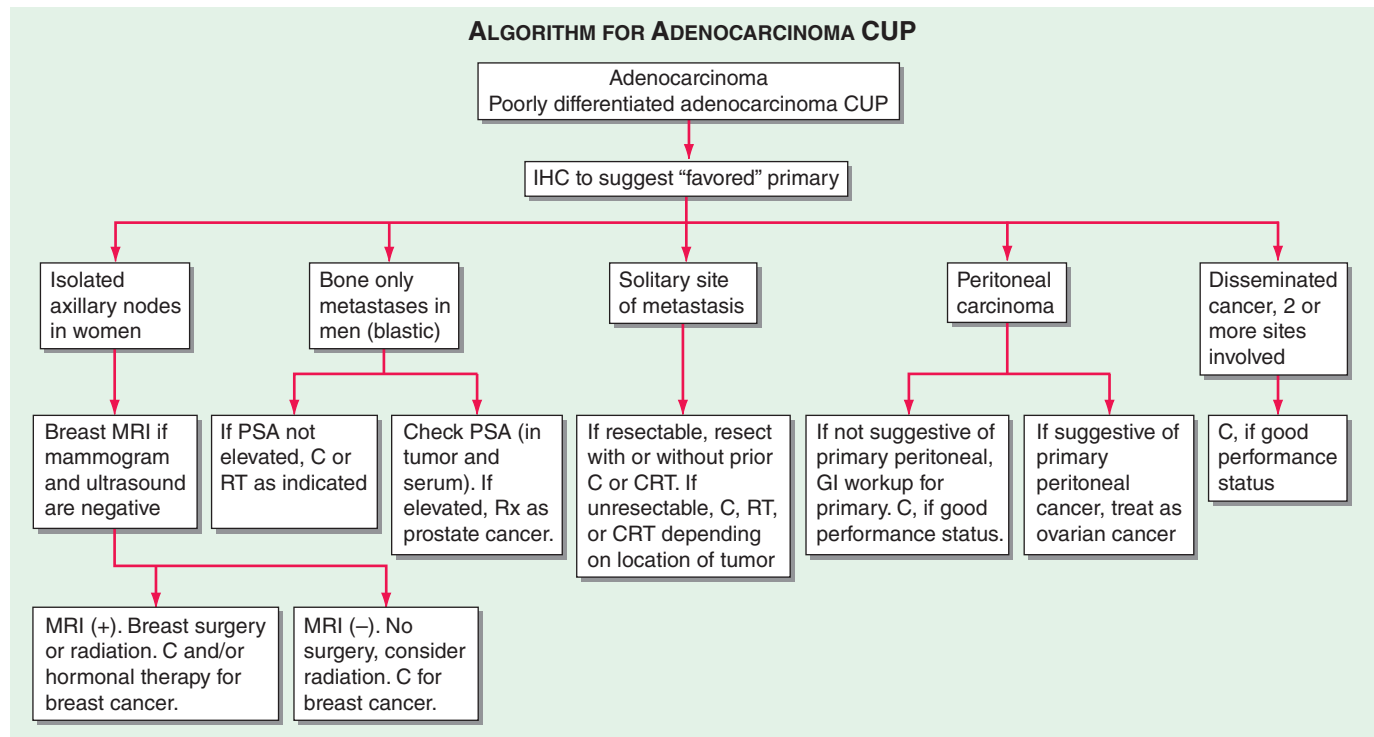 ALGORITHM FOR ADENOCARCINOMA CUP
Adenocarcinoma
Poorly differentiated adenocarcinoma CUP
IHC to suggest “favored” primary
Isolated
axillary nodes
in women
Bone only
metastases in
men (blastic)
Solitary site
of metastasis
Peritoneal
carcinoma
Disseminated
cancer, 2 or
more sites
involved
Breast MRI if
mammogram
and ultrasound
are negative
If PSA not
elevated, C or
RT as indicated
Check PSA (in
tumor and
serum). If
elevated, Rx as
prostate cancer.
If resectable, resect
with or without prior
C or CRT. If
unresectable, C, RT,
or CRT depending
on location of tumor
If not suggestive of
primary peritoneal,
GI workup for
primary. C, if good
performance status.
If suggestive of
primary
peritoneal
cancer, treat as
ovarian cancer
C, if good
performance
status
MRI (+). Breast surgery
or radiation. C and/or
hormonal therapy for
breast cancer.
MRI (–). No
surgery, consider
radiation. C for
breast cancer.